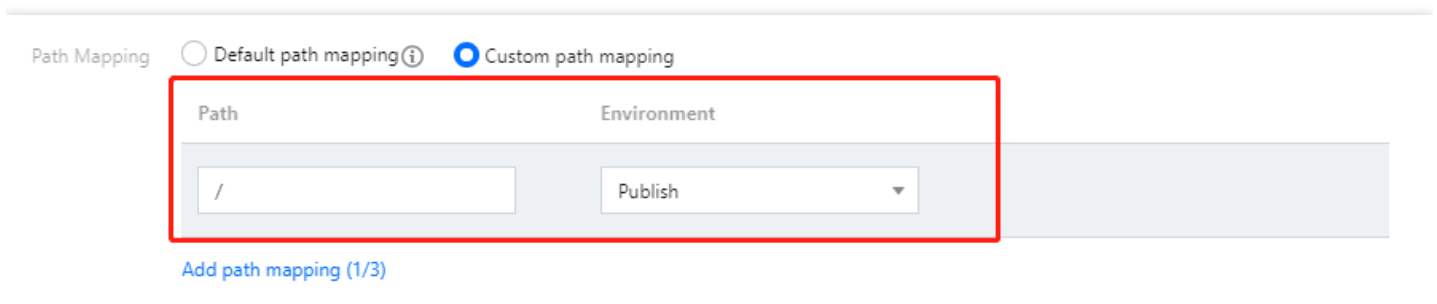 Path Mapping Default path mapping Custom path mapping
Path Environment
/ Publish
Add path mapping (1/3)